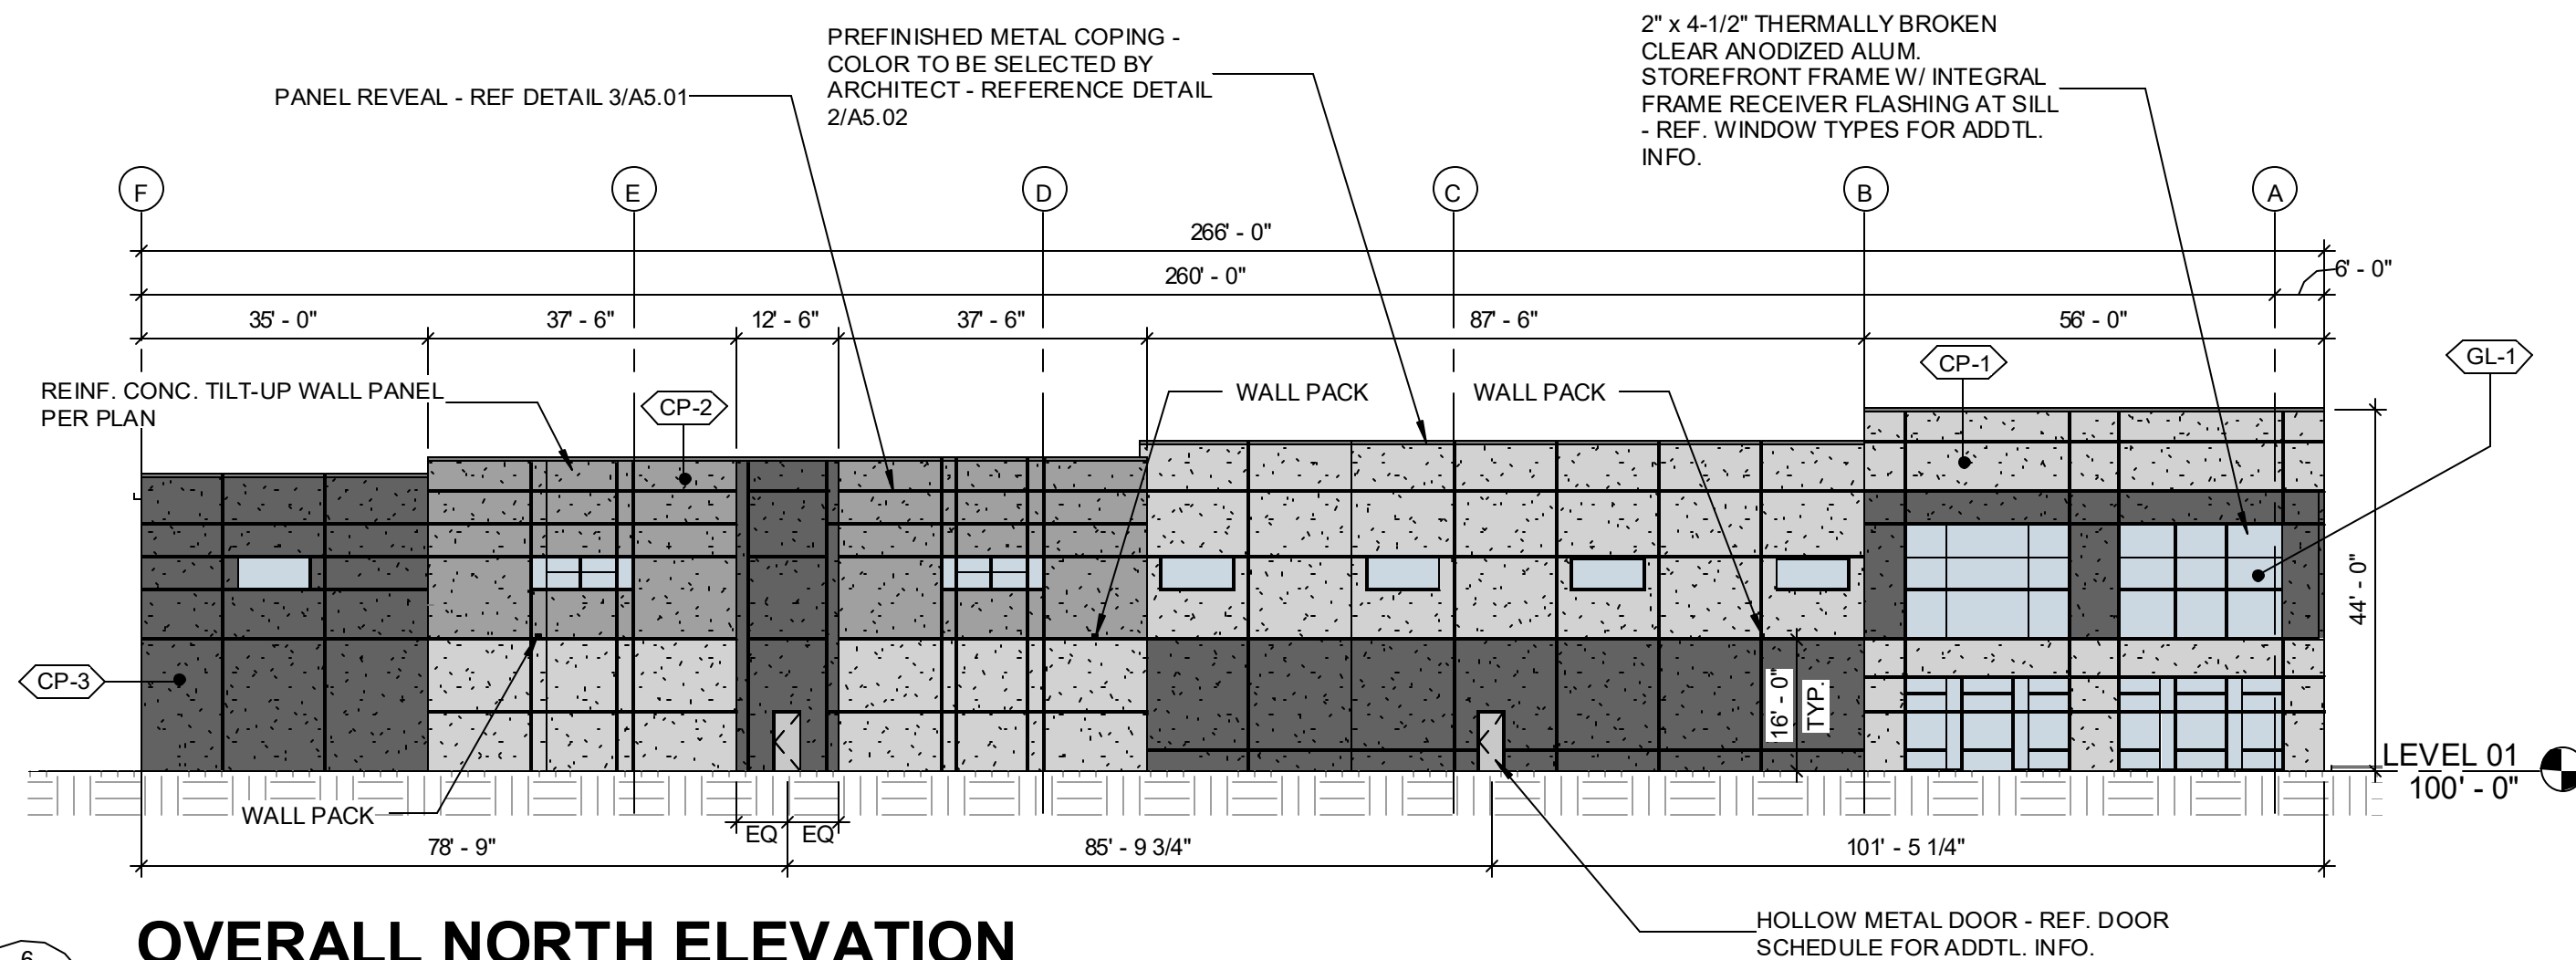 PREFINISHED METAL COPING -
COLOR TO BE SELECTED BY
ARCHITECT - REFERENCE DETAIL
2/A5.02
2" x 4-1/2" THERMALLY BROKEN
CLEAR ANODIZED ALUM.
STOREFRONT FRAME W/ INTEGRAL
FRAME RECEIVER FLASHING AT SILL
- REF. WINDOW TYPES FOR ADDTL.
INFO.
PANEL REVEAL - REF DETAIL 3/A5.01
F
E
D
C
B
A
266' - 0"
260' - 0"
6' - 0"
35' - 0"
37' - 6"
12' - 6"
37' - 6"
87' - 6"
56' - 0"
REINF. CONC. TILT-UP WALL PANEL
PER PLAN
CP-2
WALL PACK
WALL PACK
CP-1
GL-1
44' - 0"
CP-3
16' - 0"
TYP.
LEVEL 01
100' - 0"
WALL PACK
EQ
EQ
78' - 9"
85' - 9 3/4"
101' - 5 1/4"
HOLLOW METAL DOOR - REF. DOOR
SCHEDULE FOR ADDTL. INFO.
6
OVERALL NORTH ELEVATION